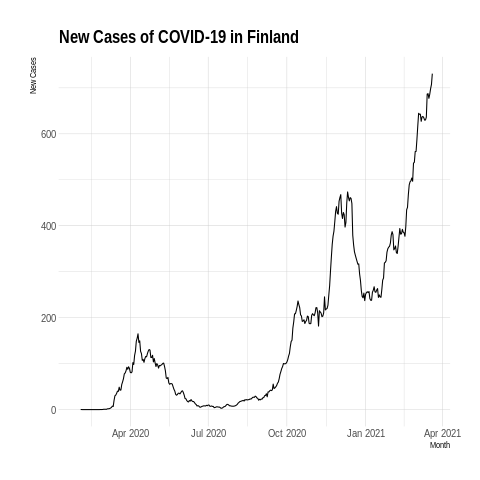 New Cases of COVID-19 in Finland
New Cases
600
400
200
0
Apr 2020
Jul 2020
Oct 2020
Jan 2021
Apr 2021
Month